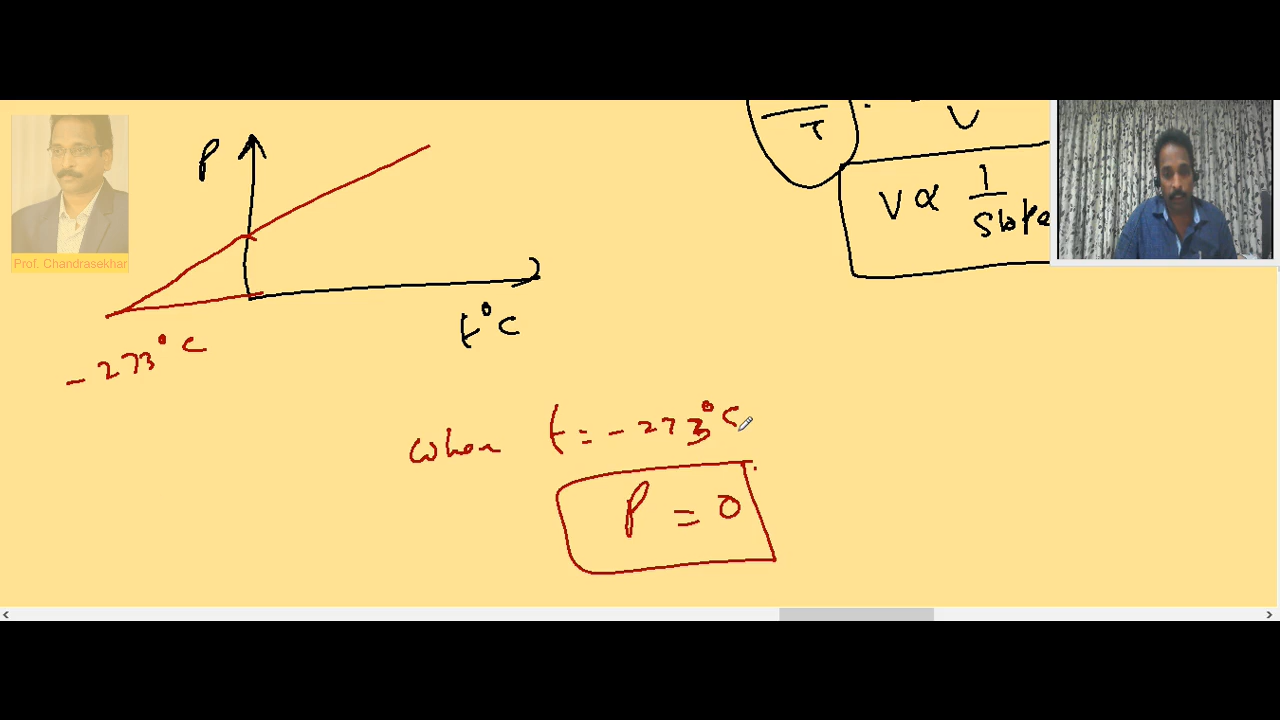 P
Prof. Chandrasekhar
t°C
-273°C
T
V
V ∝ 1
Slope
When t = -273°C
P = 0